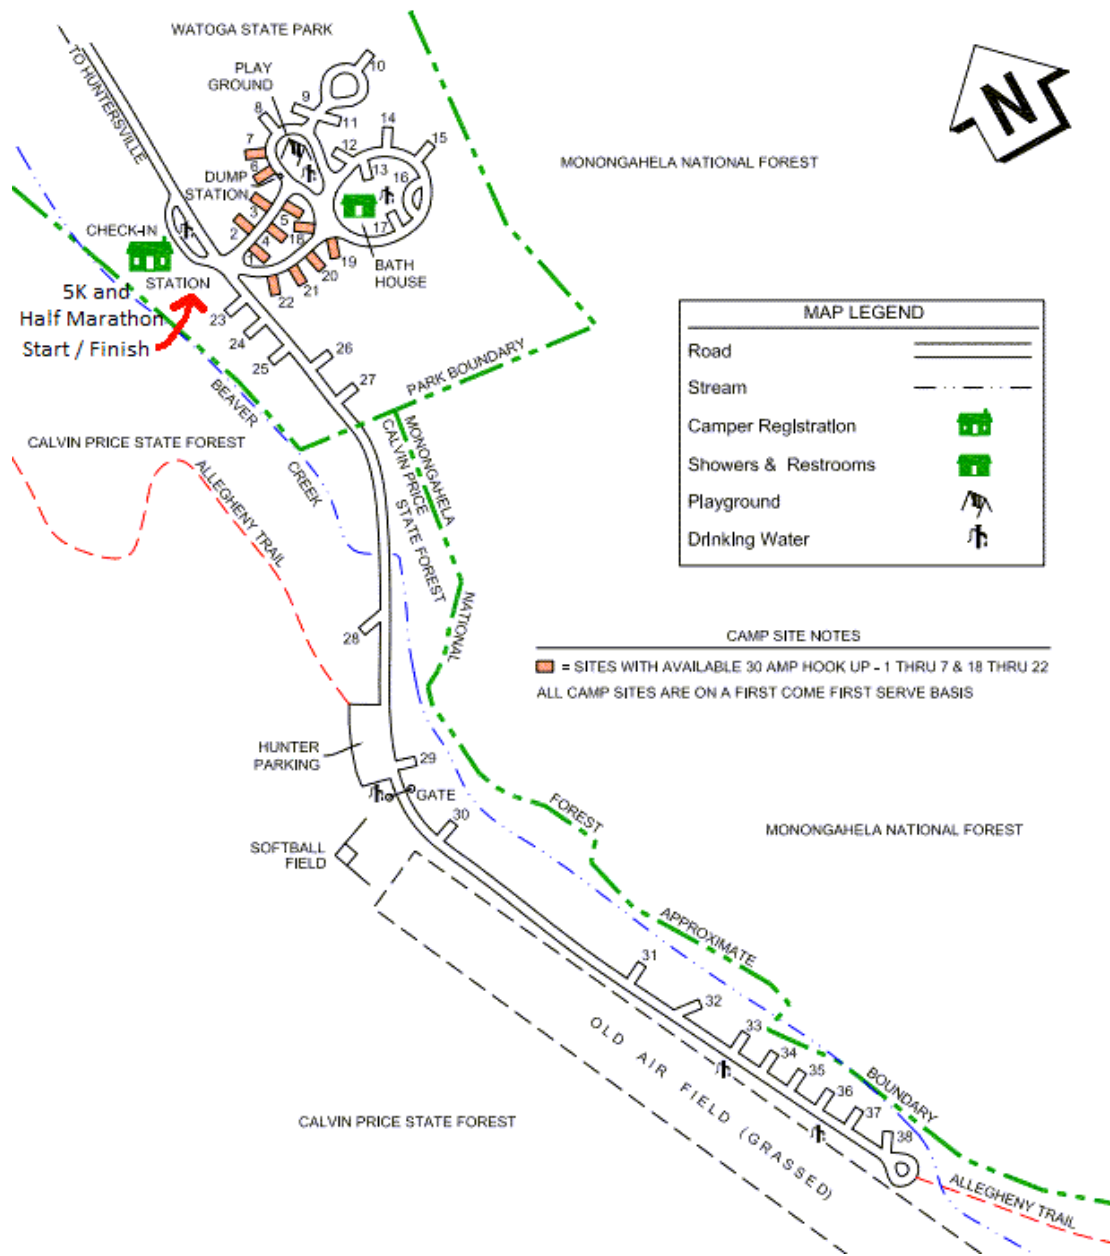 WATOGA STATE PARK
TO HUNTERSVILLE
PLAY
GROUND
10
9
8
11
14
15
7
12
13
16
6
DUMP
STATION
3
5
2
4
18
17
1
19
20
21
22
BATH
HOUSE
N
MONONGAHELA NATIONAL FOREST
CHECK-IN
STATION
5K and
Half Marathon
Start / Finish
23
24
25
26
27
PARK BOUNDARY
MAP LEGEND
Road
Stream
Camper Registration
Showers & Restrooms
Playground
Drinking Water
BEAVER
CREEK
CALVIN PRICE STATE FOREST
ALLEGHENY TRAIL
MONONGAHELA
CALVIN PRICE
STATE FOREST
NATIONAL
28
CAMP SITE NOTES
= SITES WITH AVAILABLE 30 AMP HOOK UP - 1 THRU 7 & 18 THRU 22
ALL CAMP SITES ARE ON A FIRST COME FIRST SERVE BASIS
HUNTER
PARKING
29
GATE
30
FOREST
SOFTBALL
FIELD
MONONGAHELA NATIONAL FOREST
APPROXIMATE
31
32
33
34
35
36
37
38
BOUNDARY
OLD AIR FIELD (GRASSED)
CALVIN PRICE STATE FOREST
ALLEGHENY TRAIL